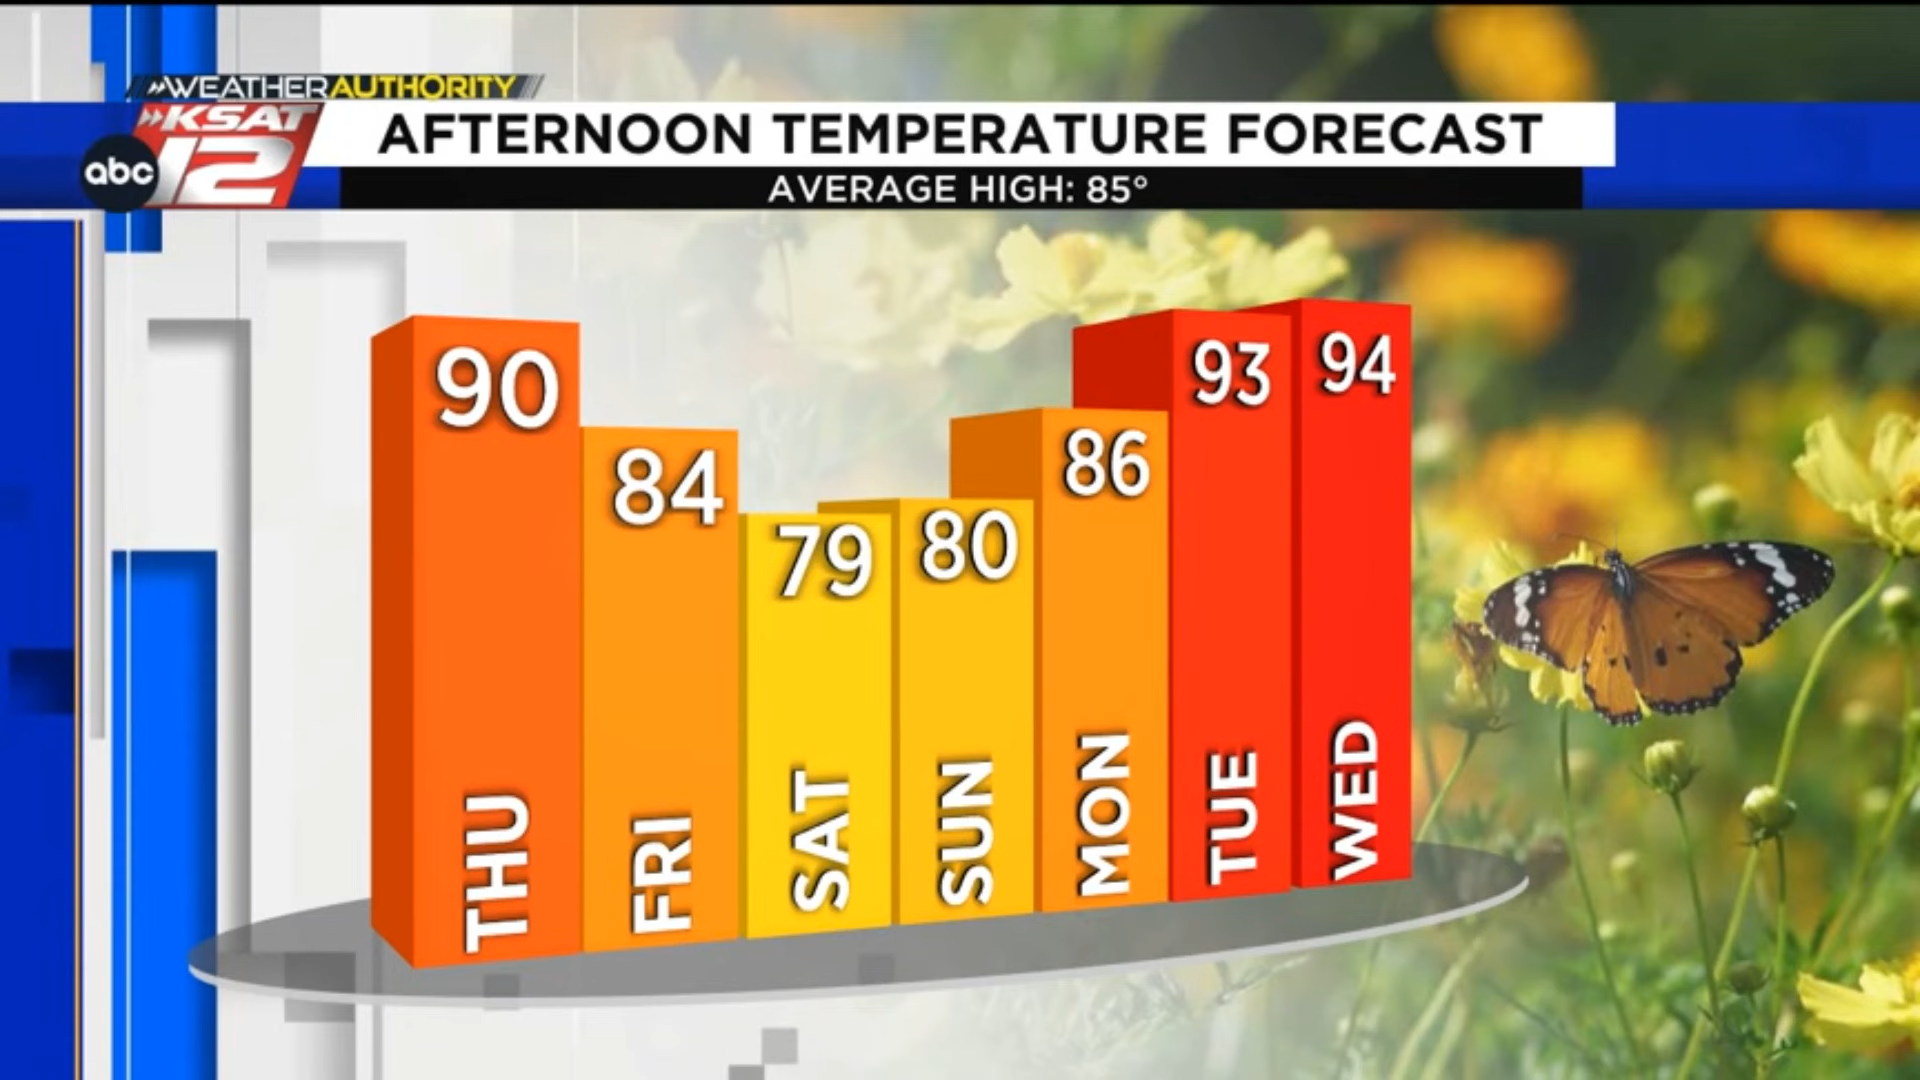 WEATHERAUTHORITY
KSAT
abc
12
AFTERNOON TEMPERATURE FORECAST
AVERAGE HIGH: 85°
90
84
79
80
86
93
94
THU
FRI
SAT
SUN
MON
TUE
WED